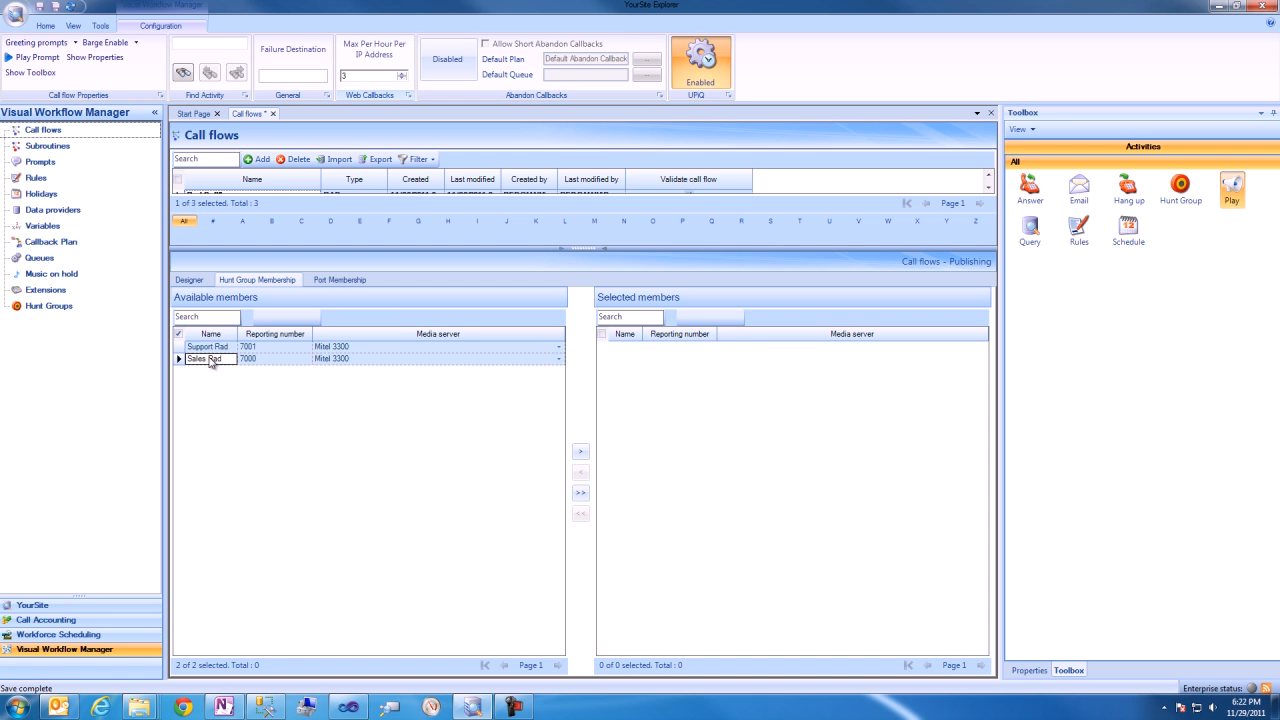 Visual Workflow Manager
YourSite Explorer
Home View Tools Configuration
Greeting prompts Barge Enable
Play Prompt Show Properties
Show Toolbox
Call flow Properties
Find Activity
Failure Destination
General
Max Per Hour Per IP Address
3
Web Callbacks
Disabled
Allow Short Abandon Callbacks
Default Plan Default Abandon Callback ...
Default Queue ...
Abandon Callbacks
Enabled
UPiQ
Visual Workflow Manager «
Call flows
Subroutines
Prompts
Rules
Holidays
Data providers
Variables
Callback Plan
Queues
Music on hold
Extensions
Hunt Groups
YourSite
Call Accounting
Workforce Scheduling
Visual Workflow Manager
Start Page Call flows *
Call flows
Search Add Delete Import Export Filter
Name Type Created Last modified Created by Last modified by Validate call flow
1 of 3 selected. Total : 3 Page 1
All # A B C D E F G H I J K L M N O P Q R S T U V W X Y Z
Call flows - Publishing
Designer Hunt Group Membership Port Membership
Available members
Search
Name Reporting number Media server
Support Rad 7001 Mitel 3300
Sales Rad 7000 Mitel 3300
2 of 2 selected. Total : 0 Page 1
>
<
>>
<<
Selected members
Search
Name Reporting number Media server
0 of 0 selected. Total : 0 Page 1
Toolbox
View
Activities
All
Answer Email Hang up Hunt Group Play
Query Rules Schedule
12
Properties Toolbox
Save complete
Enterprise status:
6:22 PM
11/29/2011